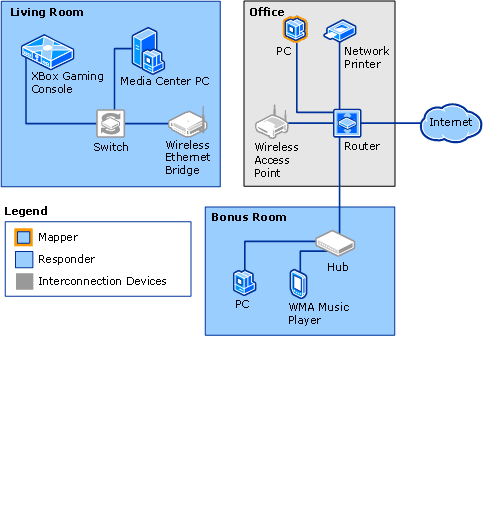 Living Room
XBox Gaming
Console
Media Center PC
Switch
Wireless
Ethernet
Bridge
Office
PC
Network
Printer
Wireless
Access
Point
Router
Internet
Legend
Mapper
Responder
Interconnection Devices
Bonus Room
Hub
PC
WMA Music
Player